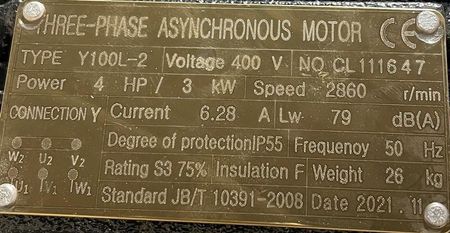 THREE-PHASE ASYNCHRONOUS MOTOR CE
TYPE Y100L-2 Voltage 400 V NO CL111647
Power 4 HP/ 3 kW Speed 2860 r/min
CONNECTION Y Current 6.28 A Lw 79 dB(A)
Degree of protection IP55 Frequency 50 Hz
W2 U2 V2
Rating S3 75% Insulation F Weight 26 kg
U1 V1 W1
Standard JB/T 10391-2008 Date 2021.11